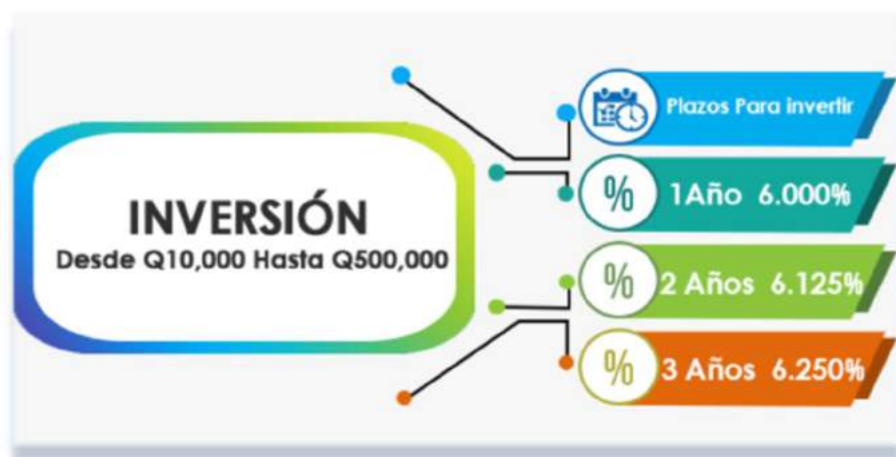 INVERSIÓN
Desde Q10,000 Hasta Q500,000
Plazos Para invertir
% 1Año 6.000%
% 2 Años 6.125%
% 3 Años 6.250%